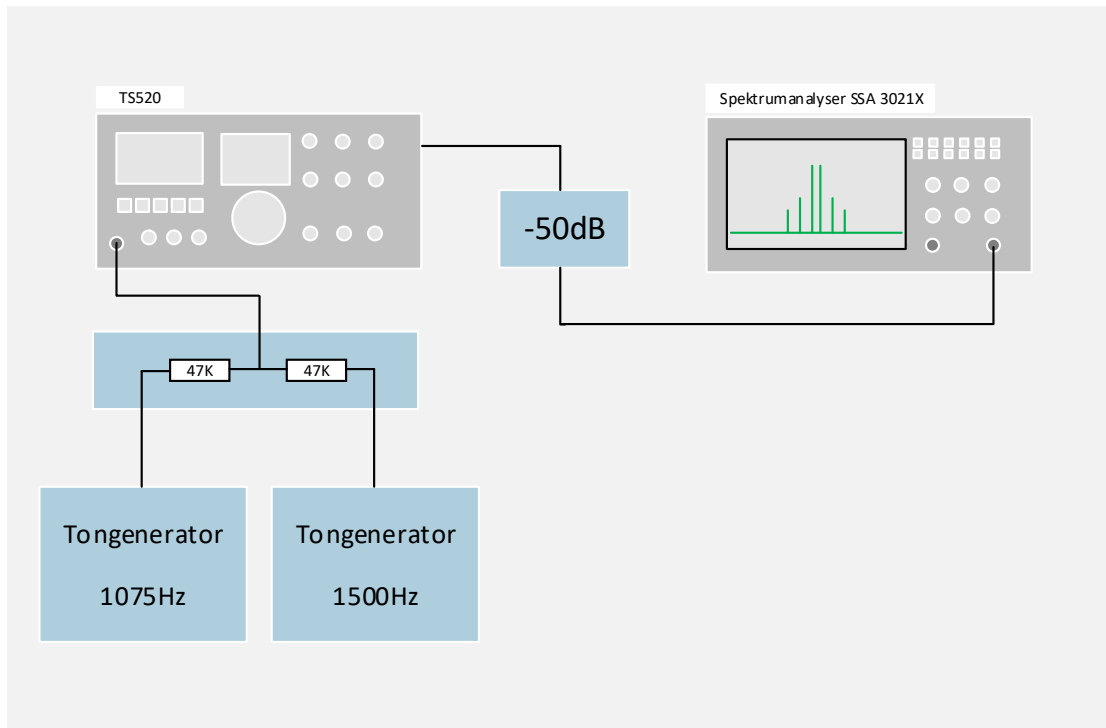 TS520
Spektrumanalyser SSA 3021X
-50dB
47K
47K
Tongenerator
1075Hz
Tongenerator
1500Hz